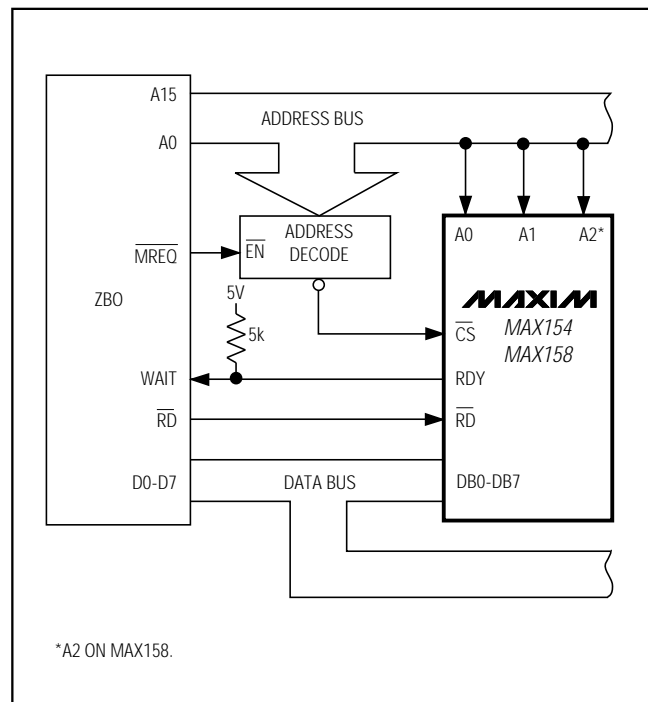 A15
ADDRESS BUS
A0
ADDRESS
DECODE
A0 A1 A2*
MREQ
EN
ZBO
5V
5k
MAXIM
MAX154
MAX158
CS
WAIT
RDY
RD
RD
D0-D7
DATA BUS
DB0-DB7
*A2 ON MAX158.